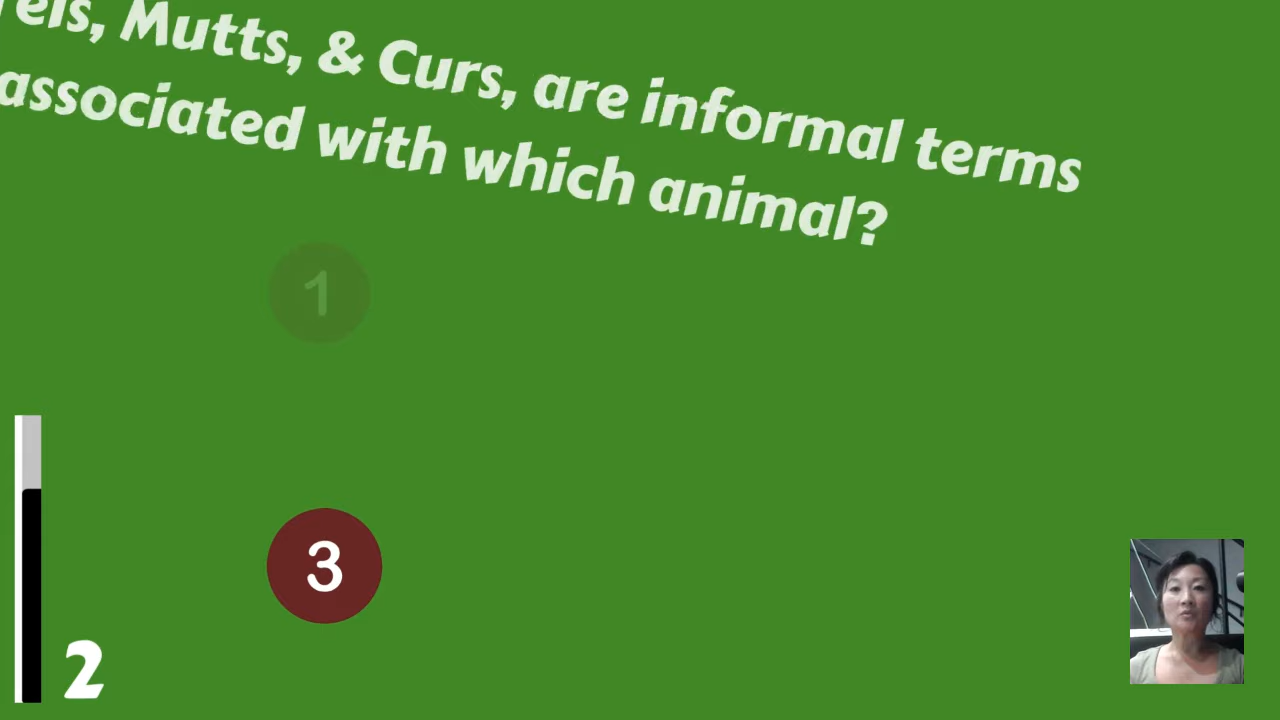 Mutts, & Curs, are informal terms
associated with which animal?
1
3
2